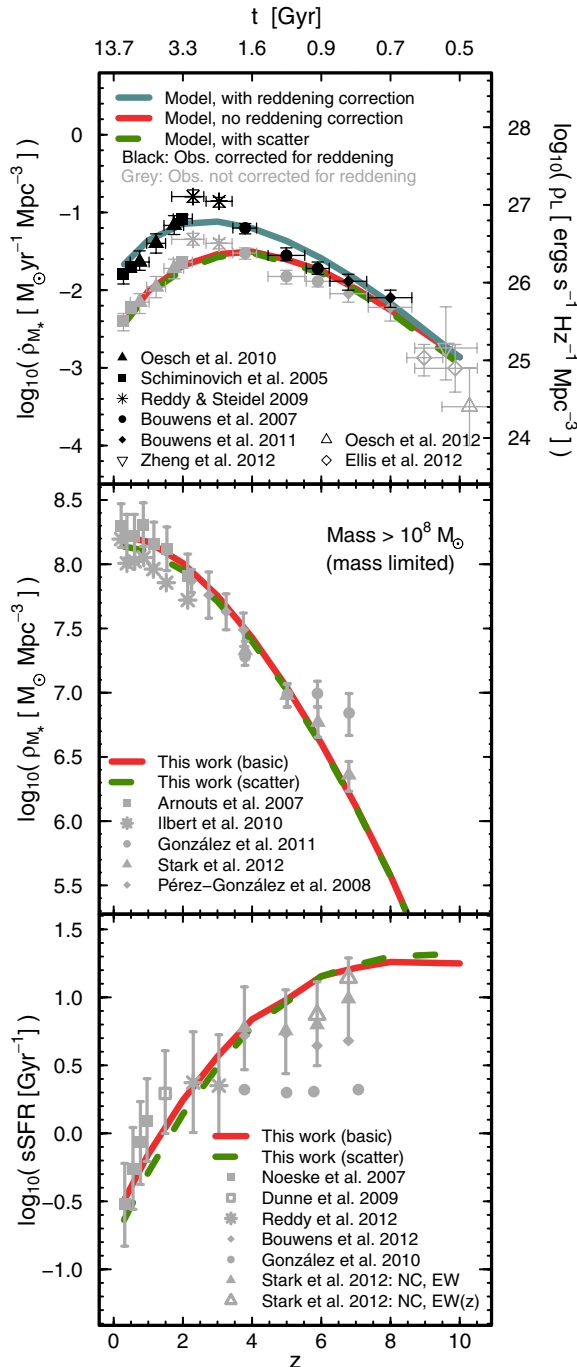 t [Gyr]
13.7 3.3 1.6 0.9 0.7 0.5
Model, with reddening correction
Model, no reddening correction
Model, with scatter
Black: Obs. corrected for reddening
Grey: Obs. not corrected for reddening
0
−1
−2
−3
−4
log₁₀( ρ̇_M* [ M⊙ yr⁻¹ Mpc⁻³ ] )
28
27
26
25
24
log₁₀( ρ_L [ ergs s⁻¹ Hz⁻¹ Mpc⁻³ ] )
Oesch et al. 2010
Schiminovich et al. 2005
Reddy & Steidel 2009
Bouwens et al. 2007
Bouwens et al. 2011
Zheng et al. 2012
Oesch et al. 2012
Ellis et al. 2012
8.5
8.0
7.5
7.0
6.5
6.0
5.5
log₁₀( ρ_M* [ M⊙ Mpc⁻³ ] )
Mass > 10⁸ M⊙
(mass limited)
This work (basic)
This work (scatter)
Arnouts et al. 2007
Ilbert et al. 2010
González et al. 2011
Stark et al. 2012
Pérez−González et al. 2008
1.5
1.0
0.5
0.0
−0.5
−1.0
log₁₀( sSFR [Gyr⁻¹] )
This work (basic)
This work (scatter)
Noeske et al. 2007
Dunne et al. 2009
Reddy et al. 2012
Bouwens et al. 2012
González et al. 2010
Stark et al. 2012: NC, EW
Stark et al. 2012: NC, EW(z)
0 2 4 6 8 10
z